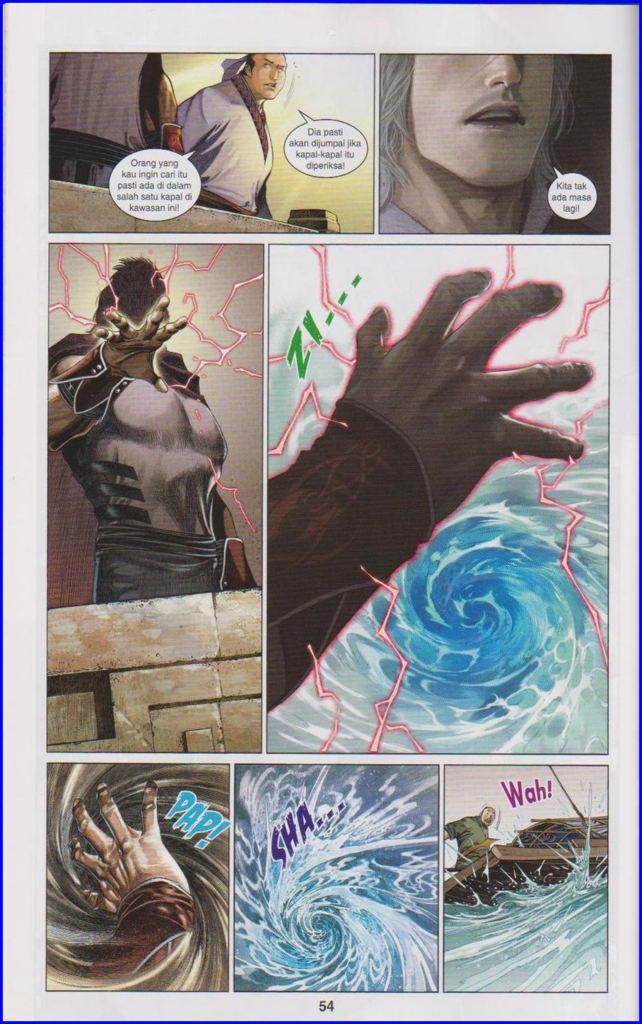 Orang yang
kau ingin cari itu
pasti ada di dalam
salah satu kapal di
kawasan ini!
Dia pasti
akan dijumpai jika
kapal-kapal itu
diperiksa!
Kita tak
ada masa
lagi!
ZI...
PAP!
SHA...
Wah!
54